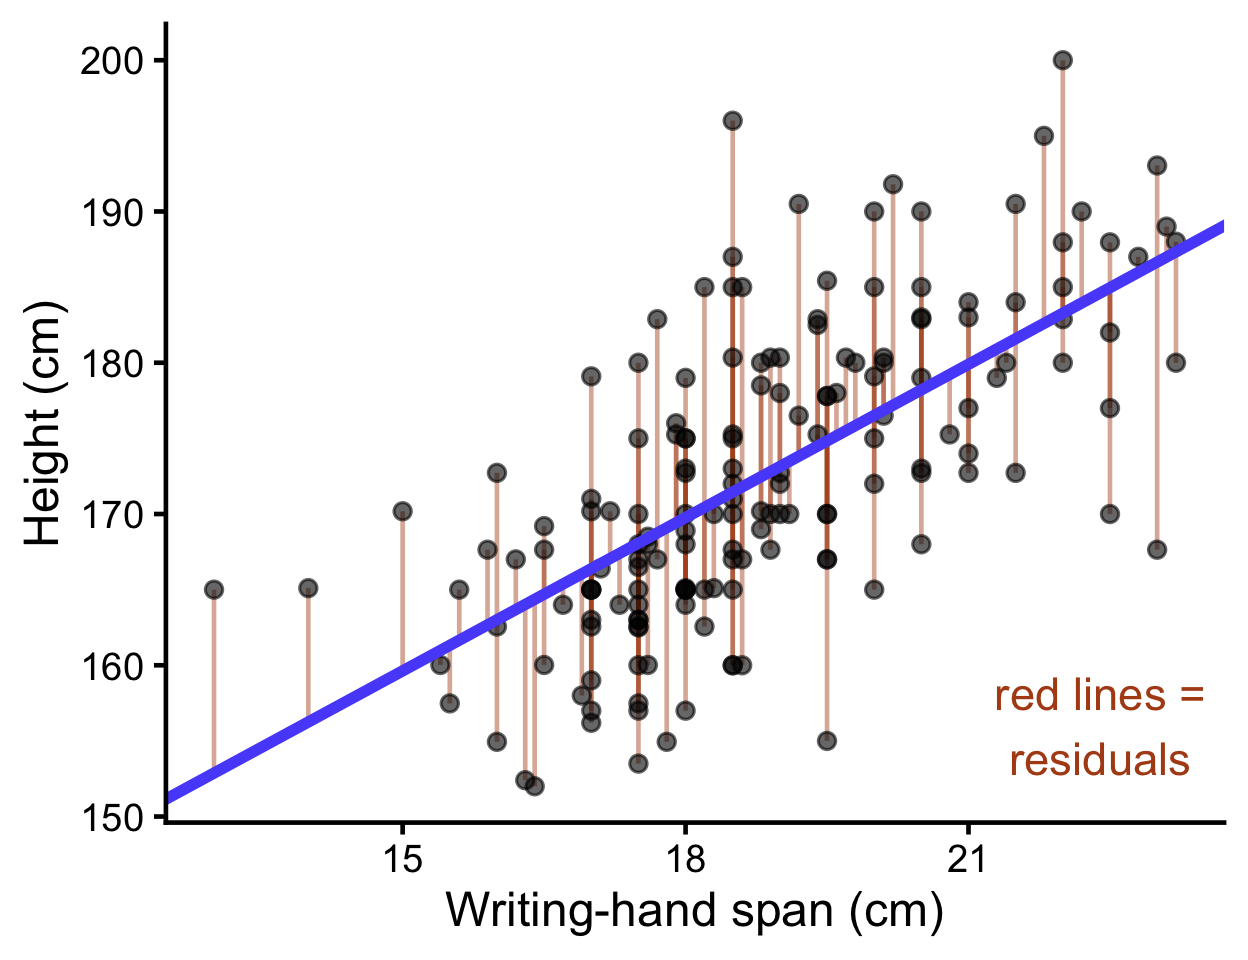 200
190
180
170
160
150
Height (cm)
red lines =
residuals
15 18 21
Writing-hand span (cm)